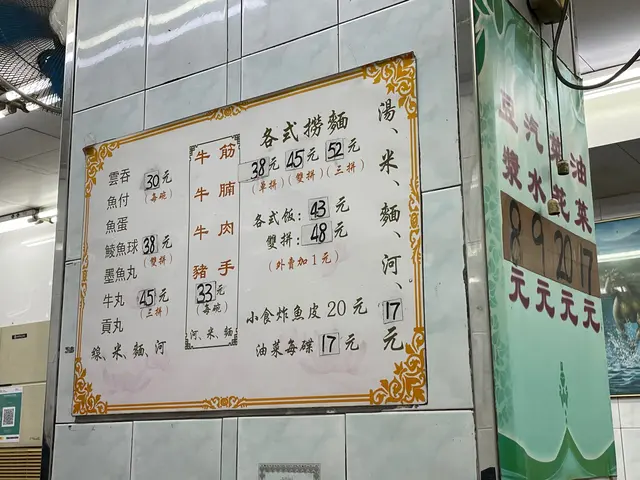 雲吞
魚付
魚蛋
鯪魚球
墨魚丸
牛丸
貢丸
線、米、麵、河
30元
(每碗)
38元
(雙拼)
45元
(三拼)
牛筋
牛腩
牛肉
豬手
33元
(每碗)
河、米、麵
各式撈麵
38元 45元 52元
(單拼)(雙拼)(三拼)
各式飯:43元
雙拼:48元
(外賣加1元)
小食炸魚皮20元
油菜每碟17元
湯、米、麵、河、17元
豆漿8元
汽水9元
20元
油菜17元